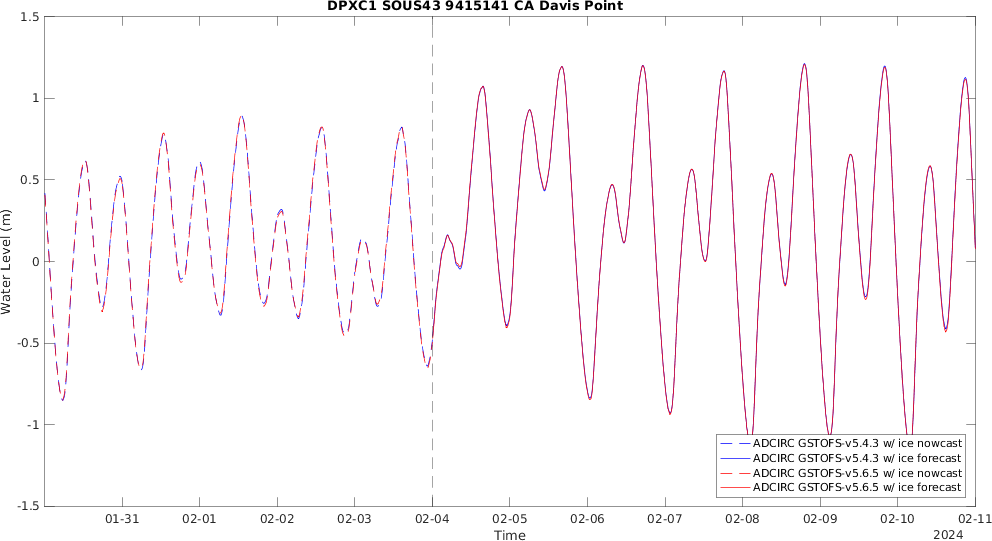 DPXC1 SOUS43 9415141 CA Davis Point
1.5
1
0.5
0
-0.5
-1
-1.5
Water Level (m)
01-31 02-01 02-02 02-03 02-04 02-05 02-06 02-07 02-08 02-09 02-10 02-11
Time
2024
ADCIRC GSTOFS-v5.4.3 w/ ice nowcast
ADCIRC GSTOFS-v5.4.3 w/ ice forecast
ADCIRC GSTOFS-v5.6.5 w/ ice nowcast
ADCIRC GSTOFS-v5.6.5 w/ ice forecast